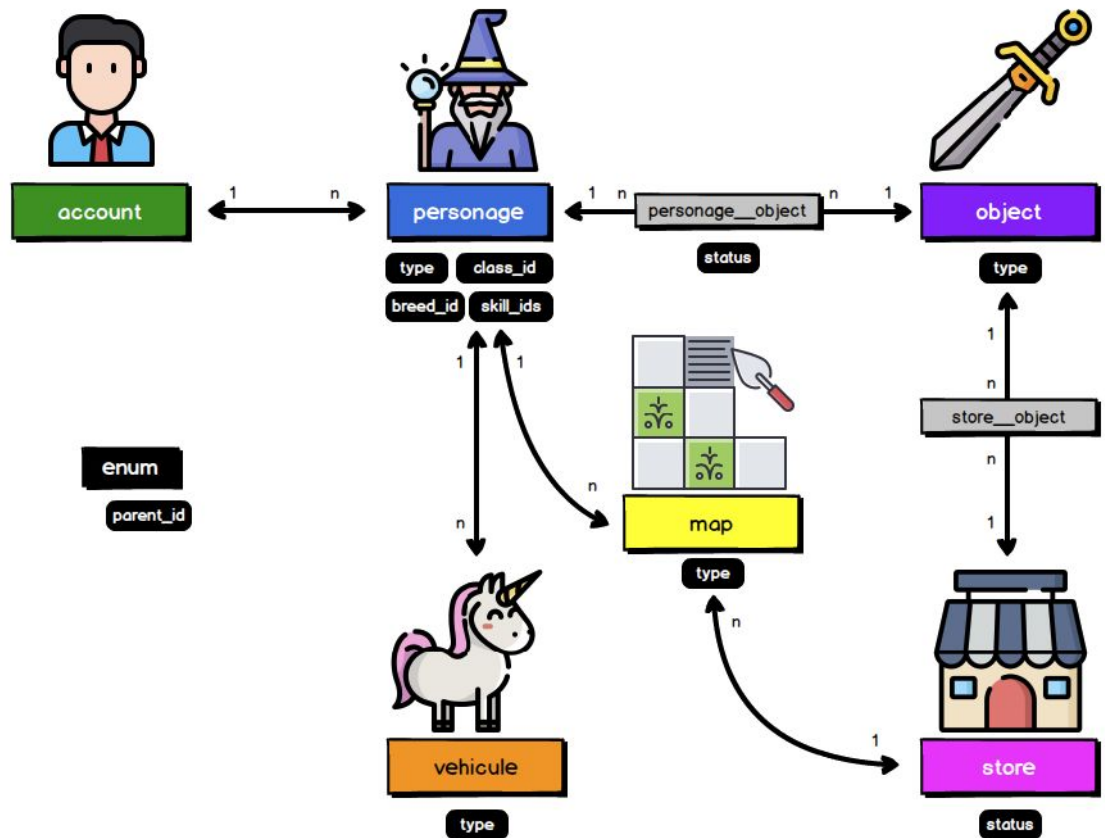 account
1
n
personage
1
n
personage__object
n
1
object
status
type
type
class_id
breed_id
skill_ids
1
1
1
n
store__object
enum
parent_id
n
n
map
n
1
type
n
vehicule
1
store
type
status